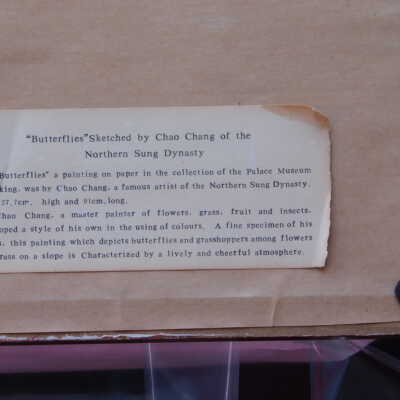 "Butterflies"Sketched by Chao Chang of the
Northern Sung Dynasty
Butterflies" a painting on paper in the collection of the Palace Museum
king, was by Chao Chang, a famous artist of the Northern Sung Dynasty.
27.7cm. high and 91cm. long.
Chao Chang, a master painter of flowers, grass, fruit and insects,
oped a style of his own in the using of colours. A fine specimen of his
, this painting which depicts butterflies and grasshoppers among flowers
rass on a slope is Characterized by a lively and cheerful atmosphere.